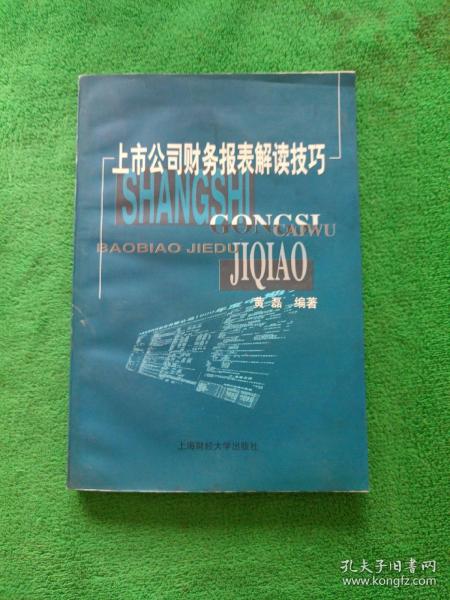 上市公司财务报表解读技巧
SHANGSHI
GONGSI
CAIWU
BAOBIAO JIEDU
JIQIAO
黄磊 编著
上海财经大学出版社
孔夫子旧书网
www.kongfz.com